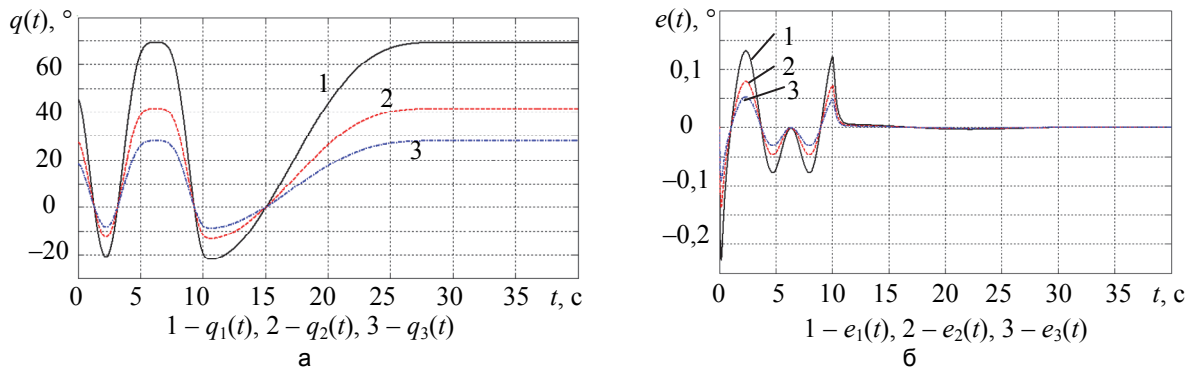 q(t), °
60
40
20
0
–20
1
2
3
0 5 10 15 20 25 30 35 t, с
1 – q1(t), 2 – q2(t), 3 – q3(t)
а
e(t), °
0,1
0
–0,1
–0,2
1
2
3
0 5 10 15 20 25 30 35 t, с
1 – e1(t), 2 – e2(t), 3 – e3(t)
б